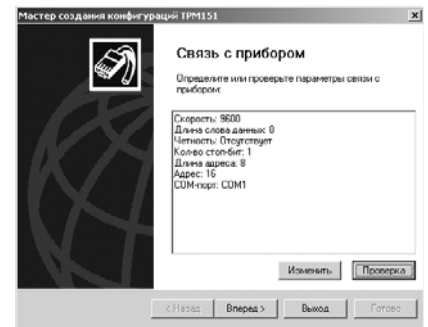 Мастер создания конфигураций ТРМ151
Связь с прибором
Определите или проверьте параметры связи с
прибором:
Скорость: 9600
Длина слова данных: 8
Четность: Отсутствует
Кол-во стоп-бит: 1
Длина адреса: 8
Адрес: 16
COM-порт: COM1
Изменить
Проверка
< Назад
Вперед >
Выход
Готово